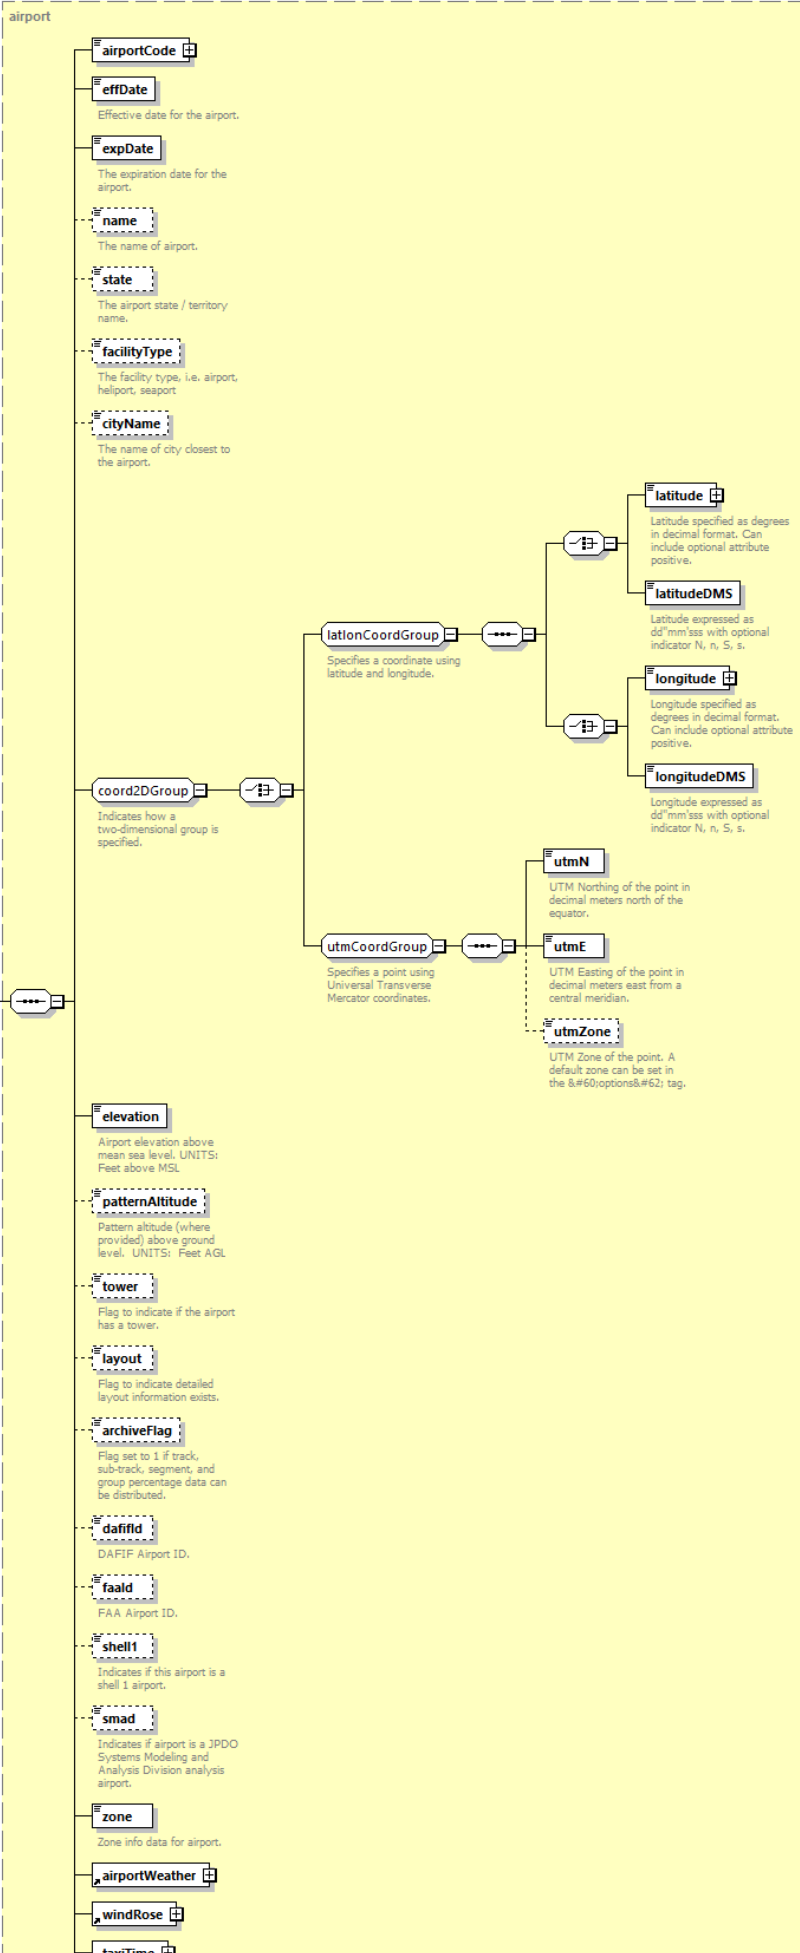 airport
airportCode
effDate
Effective date for the airport.
expDate
The expiration date for the
airport.
name
The name of airport.
state
The airport state / territory
name.
facilityType
The facility type, i.e. airport,
heliport, seaport
cityName
The name of city closest to
the airport.
latitude
Latitude specified as degrees
in decimal format. Can
include optional attribute
positive.
latitudeDMS
Latitude expressed as
dd"mm'sss with optional
indicator N, n, S, s.
latlonCoordGroup
Specifies a coordinate using
latitude and longitude.
longitude
Longitude specified as
degrees in decimal format.
Can include optional attribute
positive.
longitudeDMS
Longitude expressed as
dd"mm'sss with optional
indicator N, n, S, s.
coord2DGroup
Indicates how a
two-dimensional group is
specified.
utmN
UTM Northing of the point in
decimal meters north of the
equator.
utmCoordGroup
Specifies a point using
Universal Transverse
Mercator coordinates.
utmE
UTM Easting of the point in
decimal meters east from a
central meridian.
utmZone
UTM Zone of the point. A
default zone can be set in
the &#60;options&#62; tag.
elevation
Airport elevation above
mean sea level. UNITS:
Feet above MSL
patternAltitude
Pattern altitude (where
provided) above ground
level. UNITS: Feet AGL
tower
Flag to indicate if the airport
has a tower.
layout
Flag to indicate detailed
layout information exists.
archiveFlag
Flag set to 1 if track,
sub-track, segment, and
group percentage data can
be distributed.
dafifId
DAFIF Airport ID.
faaId
FAA Airport ID.
shell1
Indicates if this airport is a
shell 1 airport.
smad
Indicates if airport is a JPDO
Systems Modeling and
Analysis Division analysis
airport.
zone
Zone info data for airport.
airportWeather
windRose
taxiTime